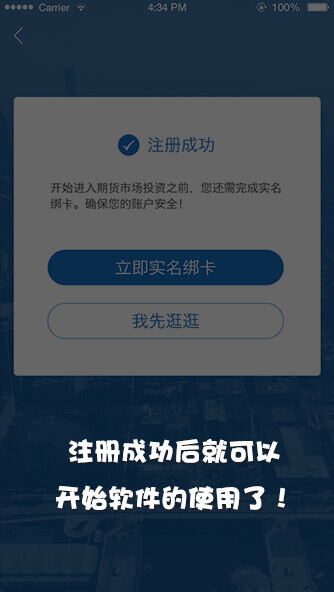 Carrier 4:34 PM 100%
注册成功
开始进入期货市场投资之前，您还需完成实名
绑卡。确保您的账户安全！
立即实名绑卡
我先逛逛
注册成功后就可以
开始软件的使用了！